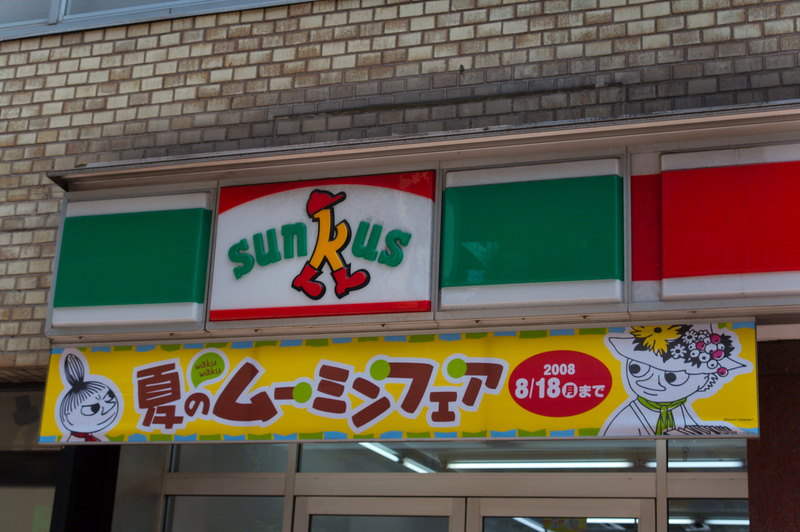 sunkus
waku
waku
夏のムーミンフェア
2008
8/18月まで